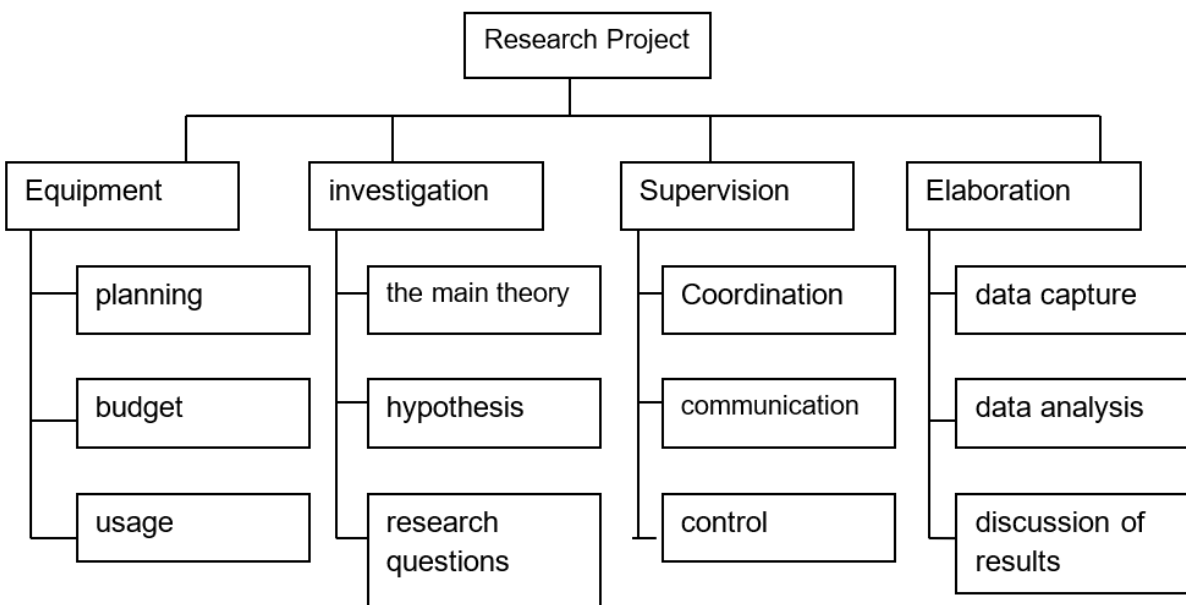 Research Project
Equipment
investigation
Supervision
Elaboration
planning
the main theory
Coordination
data capture
budget
hypothesis
communication
data analysis
usage
research
questions
control
discussion of
results